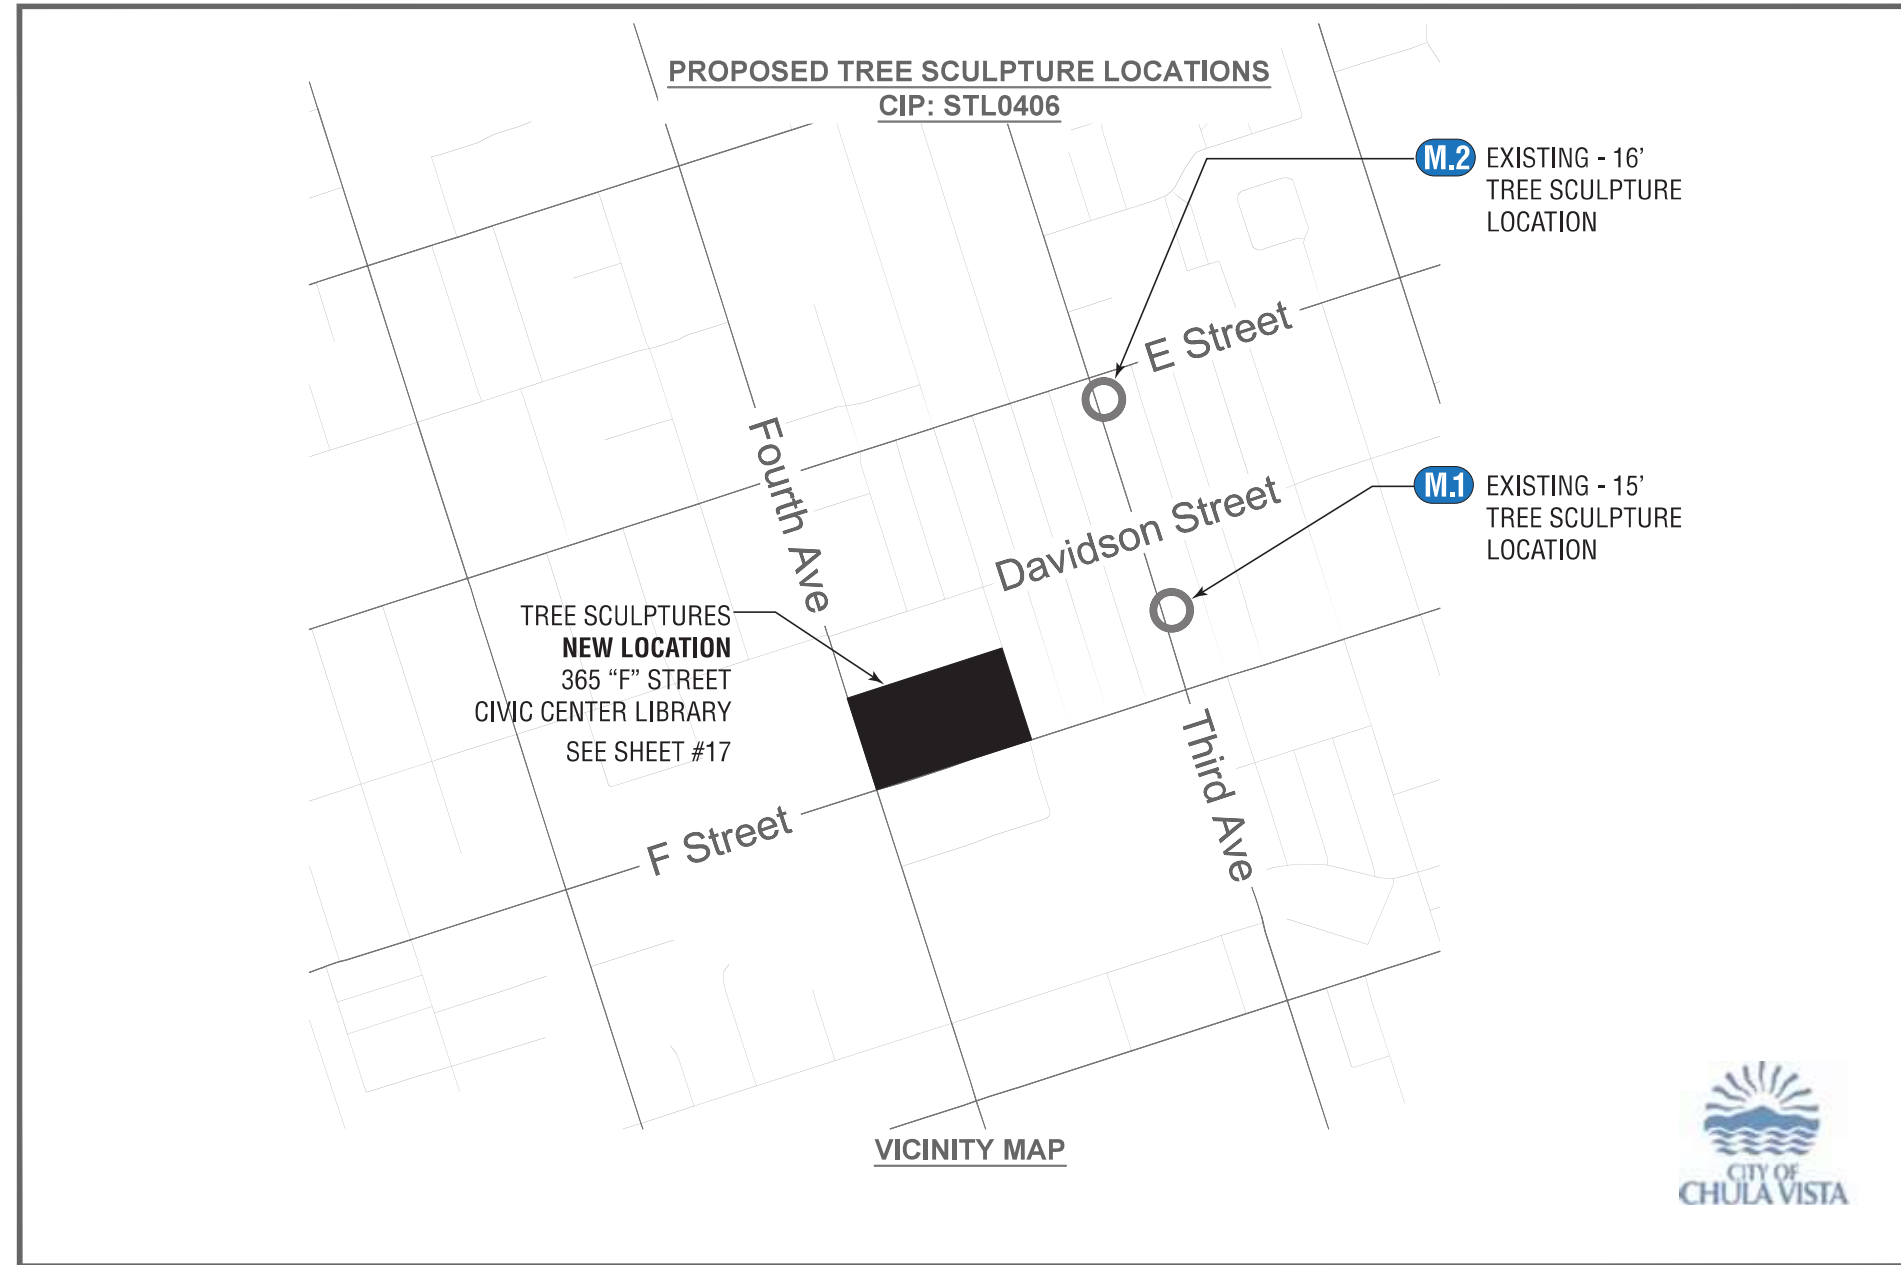 PROPOSED TREE SCULPTURE LOCATIONS
CIP: STL0406
M.2 EXISTING - 16’
TREE SCULPTURE
LOCATION
E Street
Fourth Ave
M.1 EXISTING - 15’
TREE SCULPTURE
LOCATION
Davidson Street
TREE SCULPTURES
NEW LOCATION
365 “F” STREET
CIVIC CENTER LIBRARY
SEE SHEET #17
Third Ave
F Street
VICINITY MAP
CITY OF
CHULA VISTA